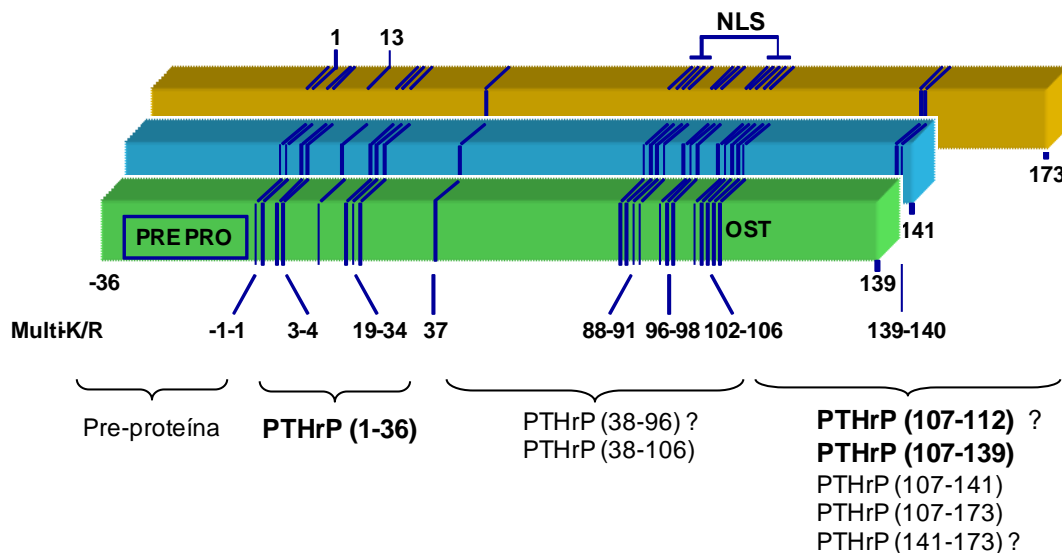 NLS
1 13
173
141
PRE PRO OST
-36 139
Multi-K/R -1-1 3-4 19-34 37 88-91 96-98 102-106 139-140
Pre-proteína
PTHrP (1-36)
PTHrP (38-96) ?
PTHrP (38-106)
PTHrP (107-112) ?
PTHrP (107-139)
PTHrP (107-141)
PTHrP (107-173)
PTHrP (141-173) ?